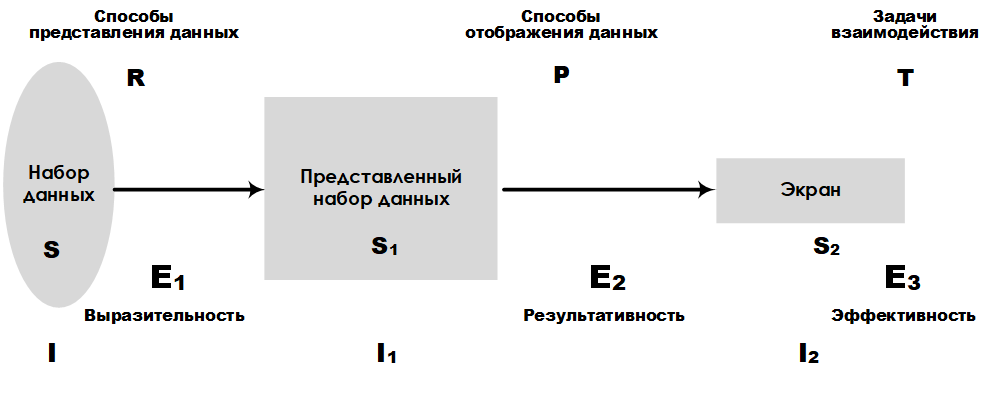 Способы
представления данных
Способы
отображения данных
Задачи
взаимодействия
R
P
T
Набор
данных
Представленный
набор данных
Экран
S
S1
S2
E1
E2
E3
Выразительность
Результативность
Эффективность
I
I1
I2